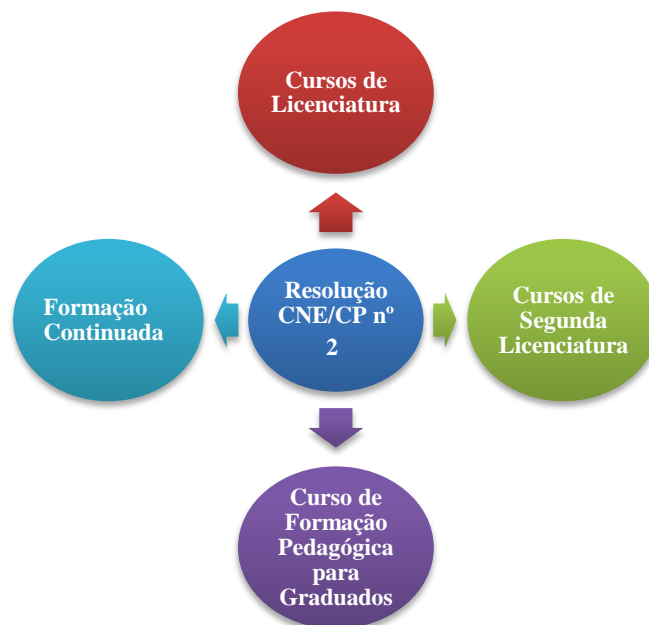 Cursos de
Licenciatura
Formação
Continuada
Resolução
CNE/CP nº
2
Cursos de
Segunda
Licenciatura
Curso de
Formação
Pedagógica
para
Graduados